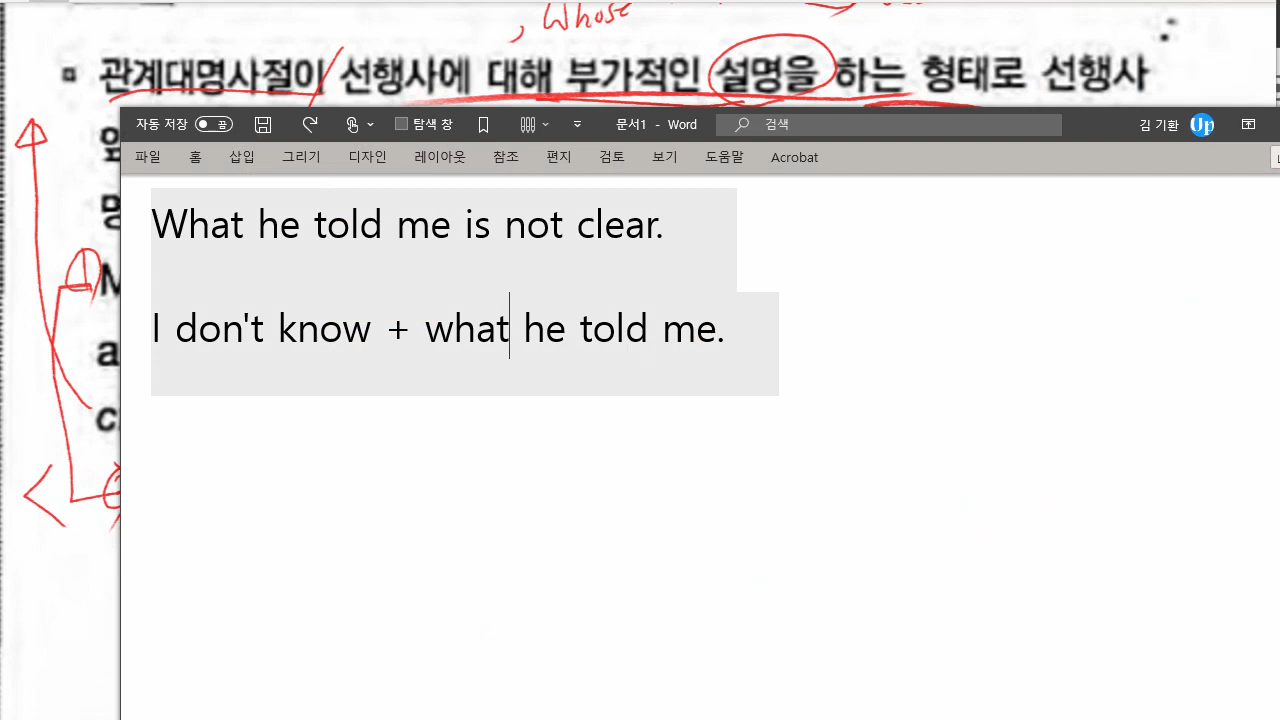 , Whose
관계대명사절이 선행사에 대해 부가적인 설명을 하는 형태로 선행사
자동 저장 끔 탐색 창 문서1 - Word 검색 김 기환 Up
파일 홈 삽입 그리기 디자인 레이아웃 참조 편지 검토 보기 도움말 Acrobat
What he told me is not clear.
I don't know + what he told me.